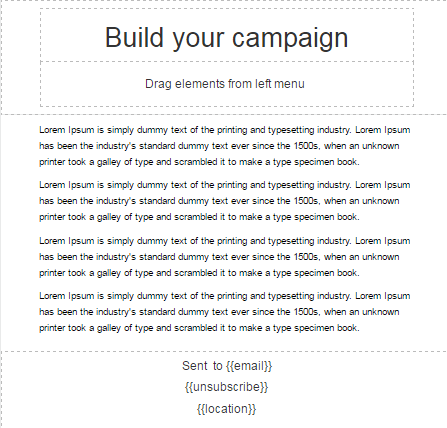 Build your campaign
Drag elements from left menu
Lorem Ipsum is simply dummy text of the printing and typesetting industry. Lorem Ipsum
has been the industry's standard dummy text ever since the 1500s, when an unknown
printer took a galley of type and scrambled it to make a type specimen book.
Lorem Ipsum is simply dummy text of the printing and typesetting industry. Lorem Ipsum
has been the industry's standard dummy text ever since the 1500s, when an unknown
printer took a galley of type and scrambled it to make a type specimen book.
Lorem Ipsum is simply dummy text of the printing and typesetting industry. Lorem Ipsum
has been the industry's standard dummy text ever since the 1500s, when an unknown
printer took a galley of type and scrambled it to make a type specimen book.
Lorem Ipsum is simply dummy text of the printing and typesetting industry. Lorem Ipsum
has been the industry's standard dummy text ever since the 1500s, when an unknown
printer took a galley of type and scrambled it to make a type specimen book.
Sent to {{email}}
{{unsubscribe}}
{{location}}